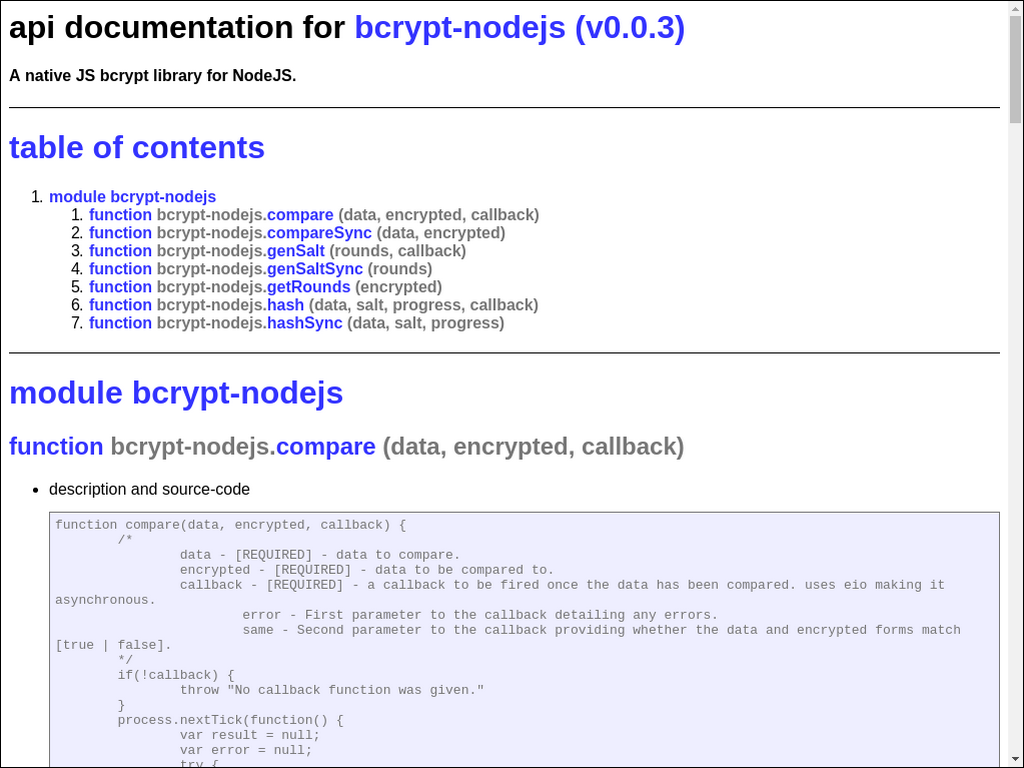 api documentation for bcrypt-nodejs (v0.0.3)
A native JS bcrypt library for NodeJS.
table of contents
1. module bcrypt-nodejs
1. function bcrypt-nodejs.compare (data, encrypted, callback)
2. function bcrypt-nodejs.compareSync (data, encrypted)
3. function bcrypt-nodejs.genSalt (rounds, callback)
4. function bcrypt-nodejs.genSaltSync (rounds)
5. function bcrypt-nodejs.getRounds (encrypted)
6. function bcrypt-nodejs.hash (data, salt, progress, callback)
7. function bcrypt-nodejs.hashSync (data, salt, progress)
module bcrypt-nodejs
function bcrypt-nodejs.compare (data, encrypted, callback)
• description and source-code
function compare(data, encrypted, callback) {
/*
data - [REQUIRED] - data to compare.
encrypted - [REQUIRED] - data to be compared to.
callback - [REQUIRED] - a callback to be fired once the data has been compared. uses eio making it
asynchronous.
error - First parameter to the callback detailing any errors.
same - Second parameter to the callback providing whether the data and encrypted forms match
[true | false].
*/
if(!callback) {
throw "No callback function was given."
}
process.nextTick(function() {
var result = null;
var error = null;
try {